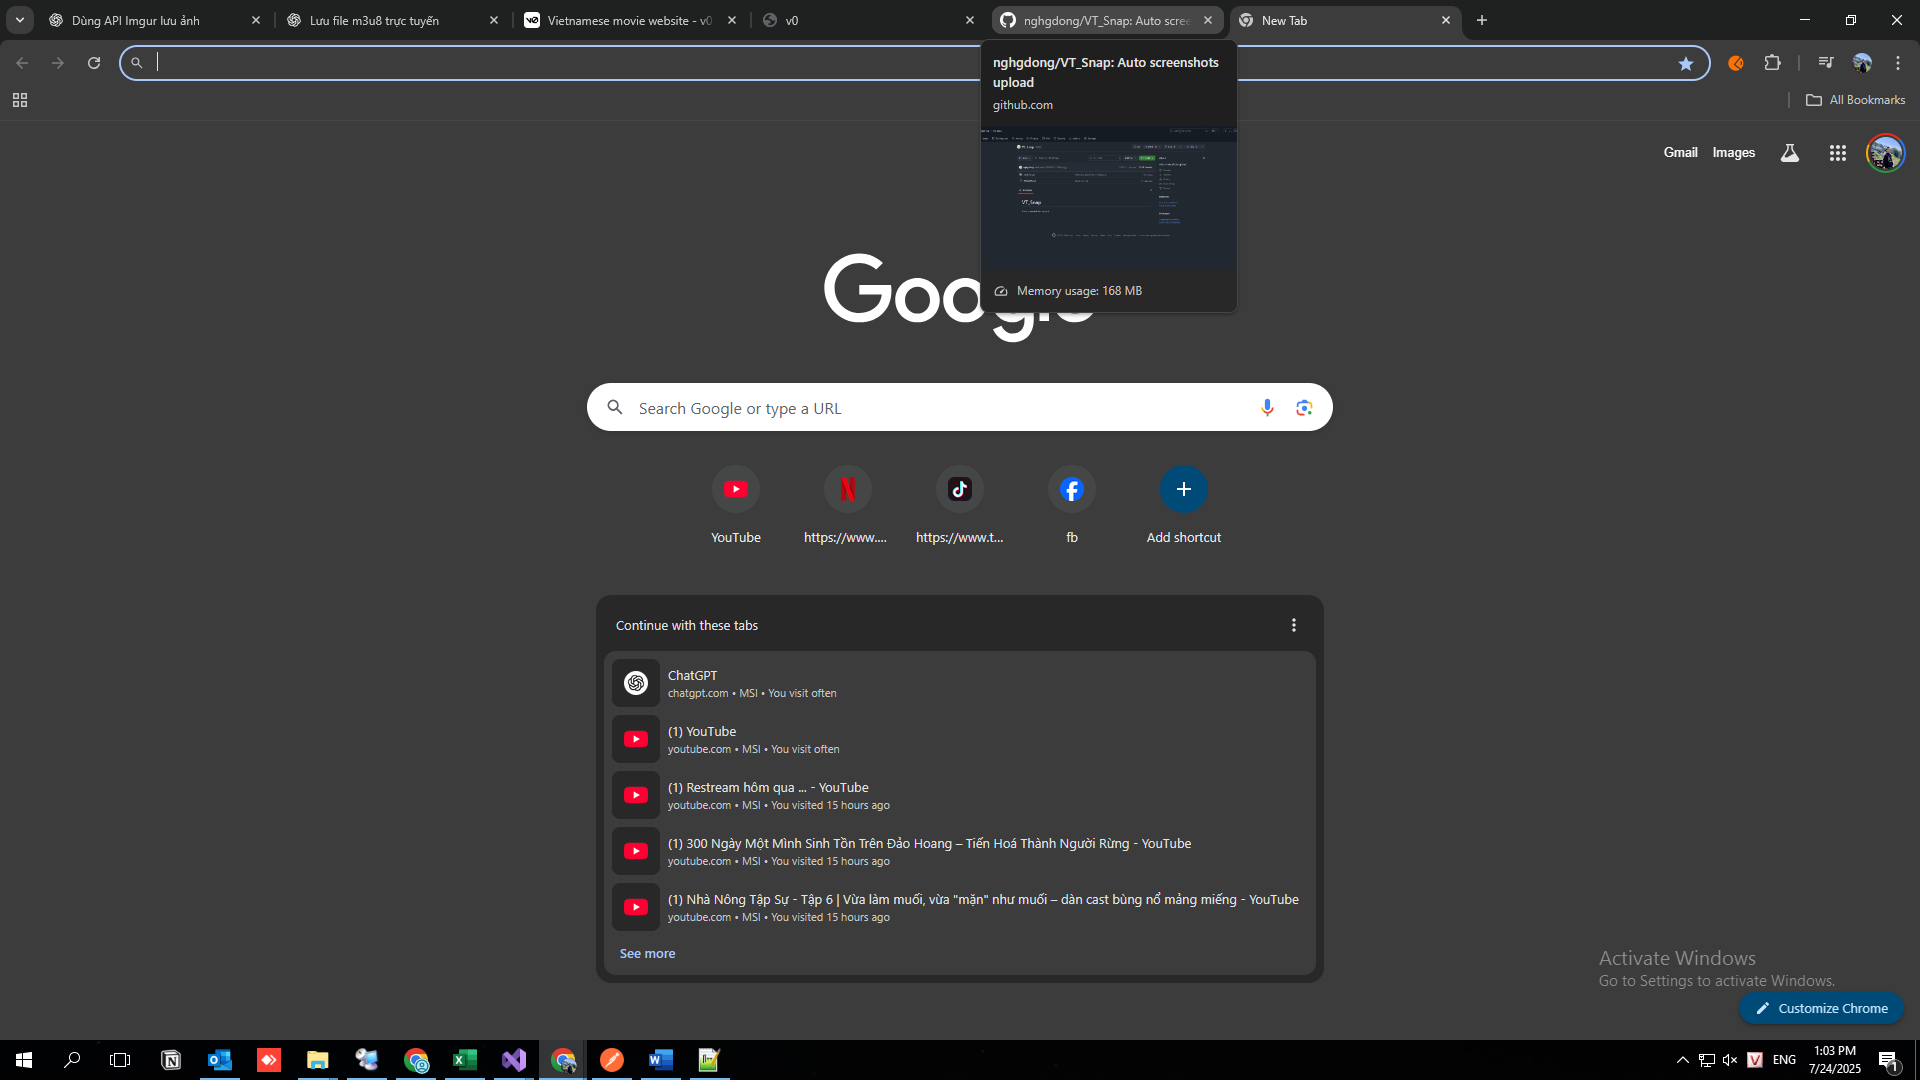 Dùng API Imgur lưu ảnh
Lưu file m3u8 trực tuyến
Vietnamese movie website - v0
v0
nghgdong/VT_Snap: Auto scree
New Tab
nghgdong/VT_Snap: Auto screenshots
upload
github.com
All Bookmarks
Gmail
Images
VT_Snap
Memory usage: 168 MB
Google
Search Google or type a URL
YouTube
https://www....
https://www.t...
fb
Add shortcut
Continue with these tabs
ChatGPT
chatgpt.com • MSI • You visit often
(1) YouTube
youtube.com • MSI • You visit often
(1) Restream hôm qua ... - YouTube
youtube.com • MSI • You visited 15 hours ago
(1) 300 Ngày Một Mình Sinh Tồn Trên Đảo Hoang – Tiến Hoá Thành Người Rừng - YouTube
youtube.com • MSI • You visited 15 hours ago
(1) Nhà Nông Tập Sự - Tập 6 | Vừa làm muối, vừa "mặn" như muối – dàn cast bùng nổ mảng miếng - YouTube
youtube.com • MSI • You visited 15 hours ago
See more
Activate Windows
Go to Settings to activate Windows.
Customize Chrome
ENG
1:03 PM
7/24/2025
1